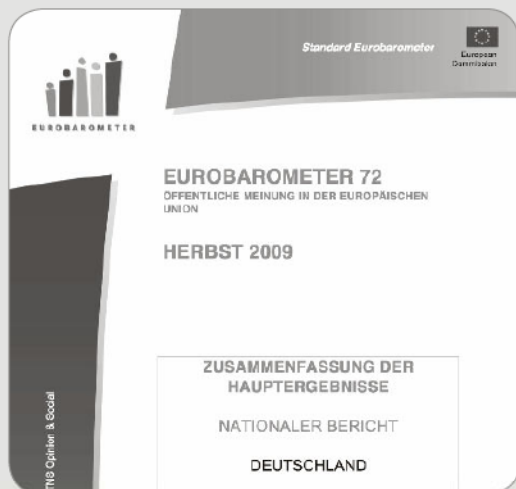 Standard Eurobarometer
European
Commission
EUROBAROMETER
EUROBAROMETER 72
ÖFFENTLICHE MEINUNG IN DER EUROPÄISCHEN
UNION
HERBST 2009
ZUSAMMENFASSUNG DER
HAUPTERGEBNISSE
NATIONALER BERICHT
DEUTSCHLAND
TNS Opinion & Social